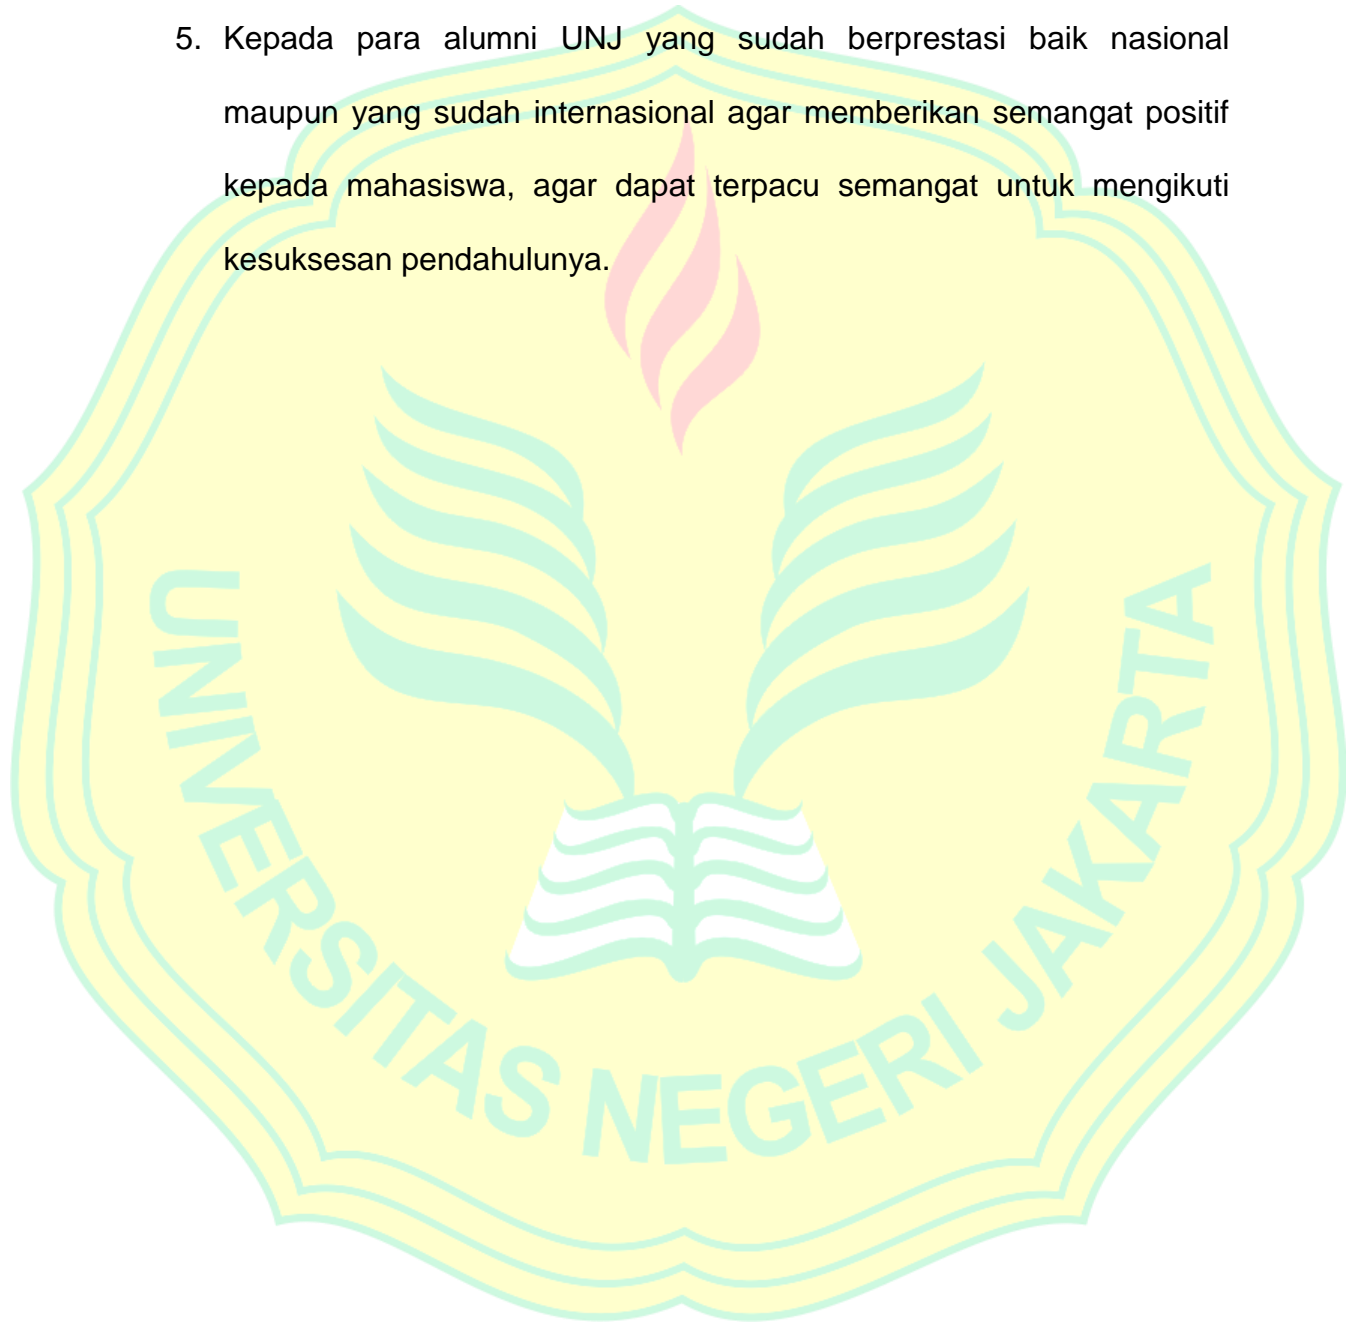 5. Kepada para alumni UNJ yang sudah berprestasi baik nasional
maupun yang sudah internasional agar memberikan semangat positif
kepada mahasiswa, agar dapat terpacu semangat untuk mengikuti
kesuksesan pendahulunya.
UNIVERSITAS NEGERI JAKARTA